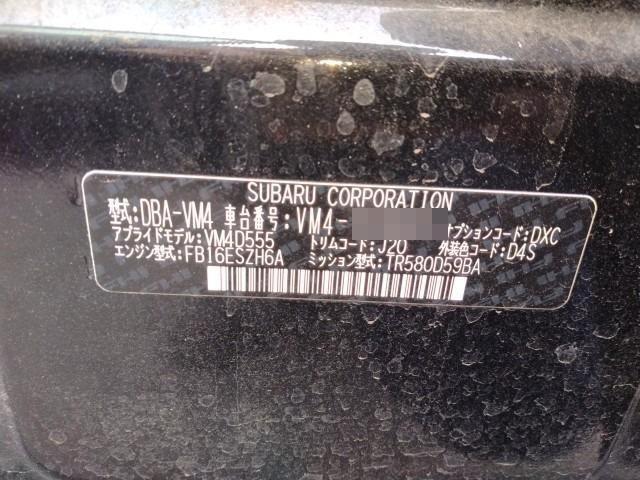 SUBARU CORPORATION
型式:DBA-VM4 車台番号:VM4- オプションコード:DXC
アプライドモデル:VM4D555 トリムコード:J20 外装色コード:D4S
エンジン型式:FB16ESZH6A ミッション型式:TR580D59BA